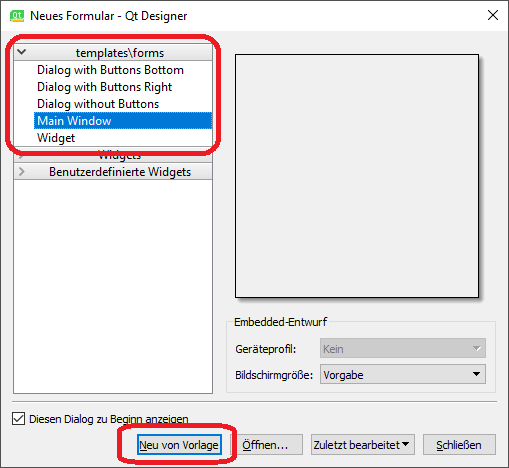 Neues Formular - Qt Designer
templates\forms
Dialog with Buttons Bottom
Dialog with Buttons Right
Dialog without Buttons
Main Window
Widget
Widgets
Benutzerdefinierte Widgets
Embedded-Entwurf
Geräteprofil: Kein
Bildschirmgröße: Vorgabe
Diesen Dialog zu Beginn anzeigen
Neu von Vorlage Öffnen... Zuletzt bearbeitet Schließen